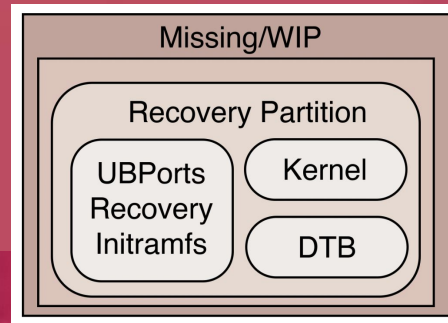 Missing/WIP
Recovery Partition
UBPorts
Recovery
Initramfs
Kernel
DTB